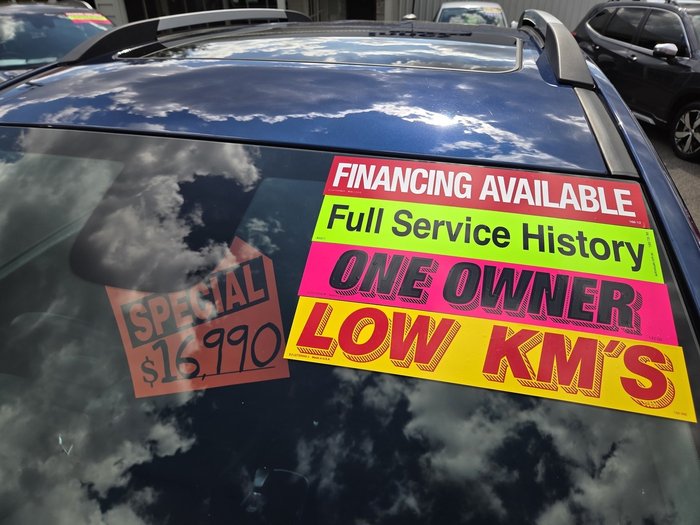 FINANCING AVAILABLE
Full Service History
ONE OWNER
LOW KM'S
SPECIAL
$16,990